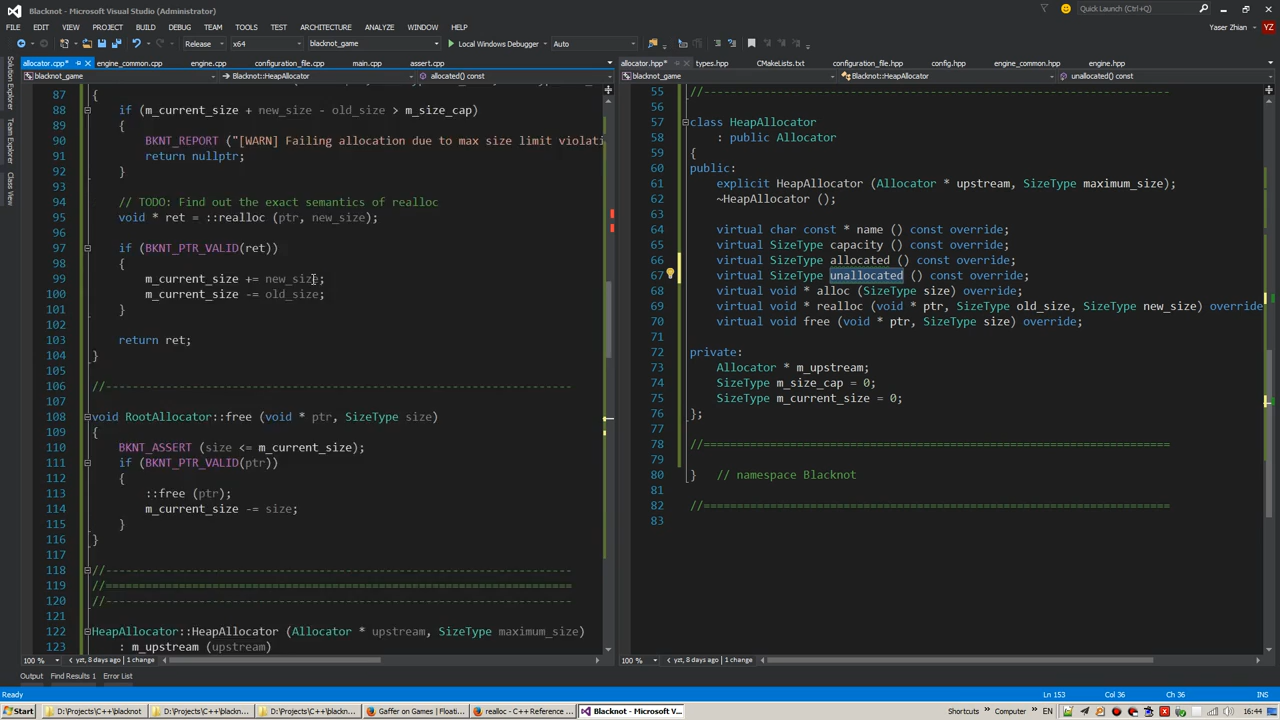 Blacknot - Microsoft Visual Studio (Administrator)
Quick Launch (Ctrl+Q)
FILE EDIT VIEW PROJECT BUILD DEBUG TEAM TOOLS TEST ARCHITECTURE ANALYZE WINDOW HELP
Yaser Zhian YZ
Release x64 blacknot_game Local Windows Debugger Auto
Solution Explorer
Team Explorer
Class View
allocator.cpp* engine_common.cpp engine.cpp configuration_file.cpp main.cpp assert.cpp
blacknot_game Blacknot::HeapAllocator allocated() const
87 {
88 if (m_current_size + new_size - old_size > m_size_cap)
89 {
90 BKNT_REPORT ("[WARN] Failing allocation due to max size limit violati
91 return nullptr;
92 }
93
94 // TODO: Find out the exact semantics of realloc
95 void * ret = ::realloc (ptr, new_size);
96
97 if (BKNT_PTR_VALID(ret))
98 {
99 m_current_size += new_size;
100 m_current_size -= old_size;
101 }
102
103 return ret;
104 }
105
106 //----------------------------------------------------------------------
107
108 void RootAllocator::free (void * ptr, SizeType size)
109 {
110 BKNT_ASSERT (size <= m_current_size);
111 if (BKNT_PTR_VALID(ptr))
112 {
113 ::free (ptr);
114 m_current_size -= size;
115 }
116 }
117
118 //----------------------------------------------------------------------
119 //======================================================================
120 //----------------------------------------------------------------------
121
122 HeapAllocator::HeapAllocator (Allocator * upstream, SizeType maximum_size)
123 : m_upstream (upstream)
100 % yzt, 8 days ago | 1 change
allocator.hpp* types.hpp CMakeLists.txt configuration_file.hpp config.hpp engine_common.hpp engine.hpp
blacknot_game Blacknot::HeapAllocator unallocated() const
55 //----------------------------------------------------------------------
56
57 class HeapAllocator
58 : public Allocator
59 {
60 public:
61 explicit HeapAllocator (Allocator * upstream, SizeType maximum_size);
62 ~HeapAllocator ();
63
64 virtual char const * name () const override;
65 virtual SizeType capacity () const override;
66 virtual SizeType allocated () const override;
67 virtual SizeType unallocated () const override;
68 virtual void * alloc (SizeType size) override;
69 virtual void * realloc (void * ptr, SizeType old_size, SizeType new_size) override
70 virtual void free (void * ptr, SizeType size) override;
71
72 private:
73 Allocator * m_upstream;
74 SizeType m_size_cap = 0;
75 SizeType m_current_size = 0;
76 };
77
78 //======================================================================
79
80 } // namespace Blacknot
81
82 //======================================================================
83
100 % yzt, 8 days ago | 1 change
Output Find Results 1 Error List
Ready Ln 153 Col 36 Ch 36 INS
Start D:\Projects\C++\blacknot D:\Projects\C++\blackn... D:\Projects\C++\blackn... Gaffer on Games | Floati... realloc - C++ Reference ... Blacknot - Microsoft V... Shortcuts » Computer » EN 16:44